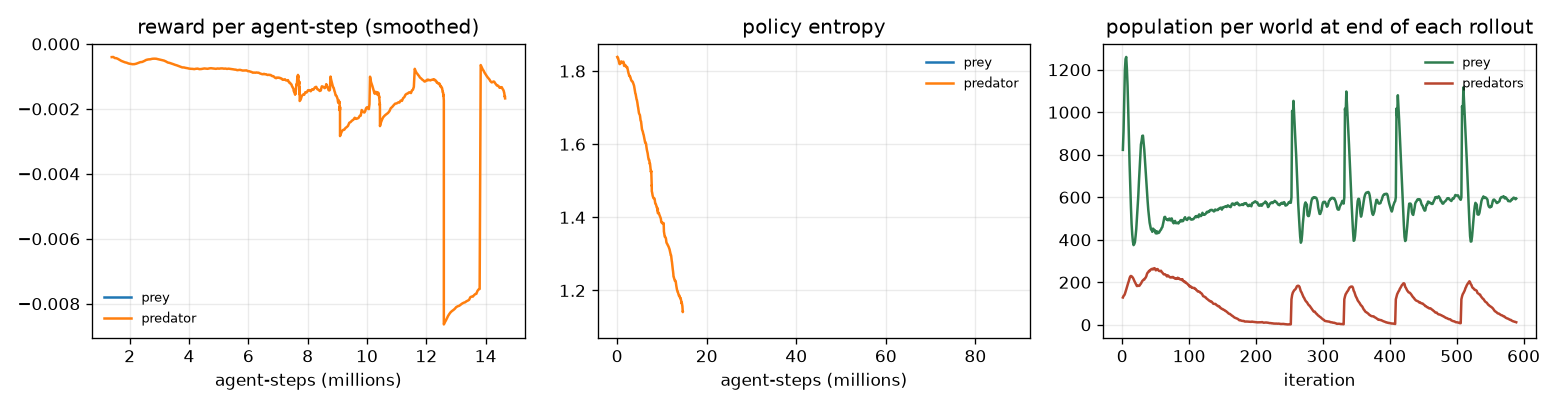 reward per agent-step (smoothed)
0.000
−0.002
−0.004
−0.006
−0.008
prey
predator
2 4 6 8 10 12 14
agent-steps (millions)
policy entropy
prey
predator
1.8
1.6
1.4
1.2
0 20 40 60 80
agent-steps (millions)
population per world at end of each rollout
prey
predators
1200
1000
800
600
400
200
0
0 100 200 300 400 500 600
iteration